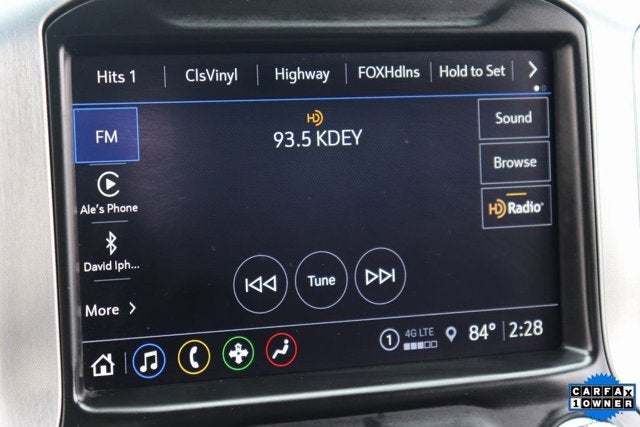 Hits 1
ClsVinyl
Highway
FOXHdlns
Hold to Set
FM
HD
93.5 KDEY
Sound
Ale's Phone
Browse
HD Radio
David Iph...
Tune
More
1
4G LTE
84° 2:28
CARFAX
1 OWNER